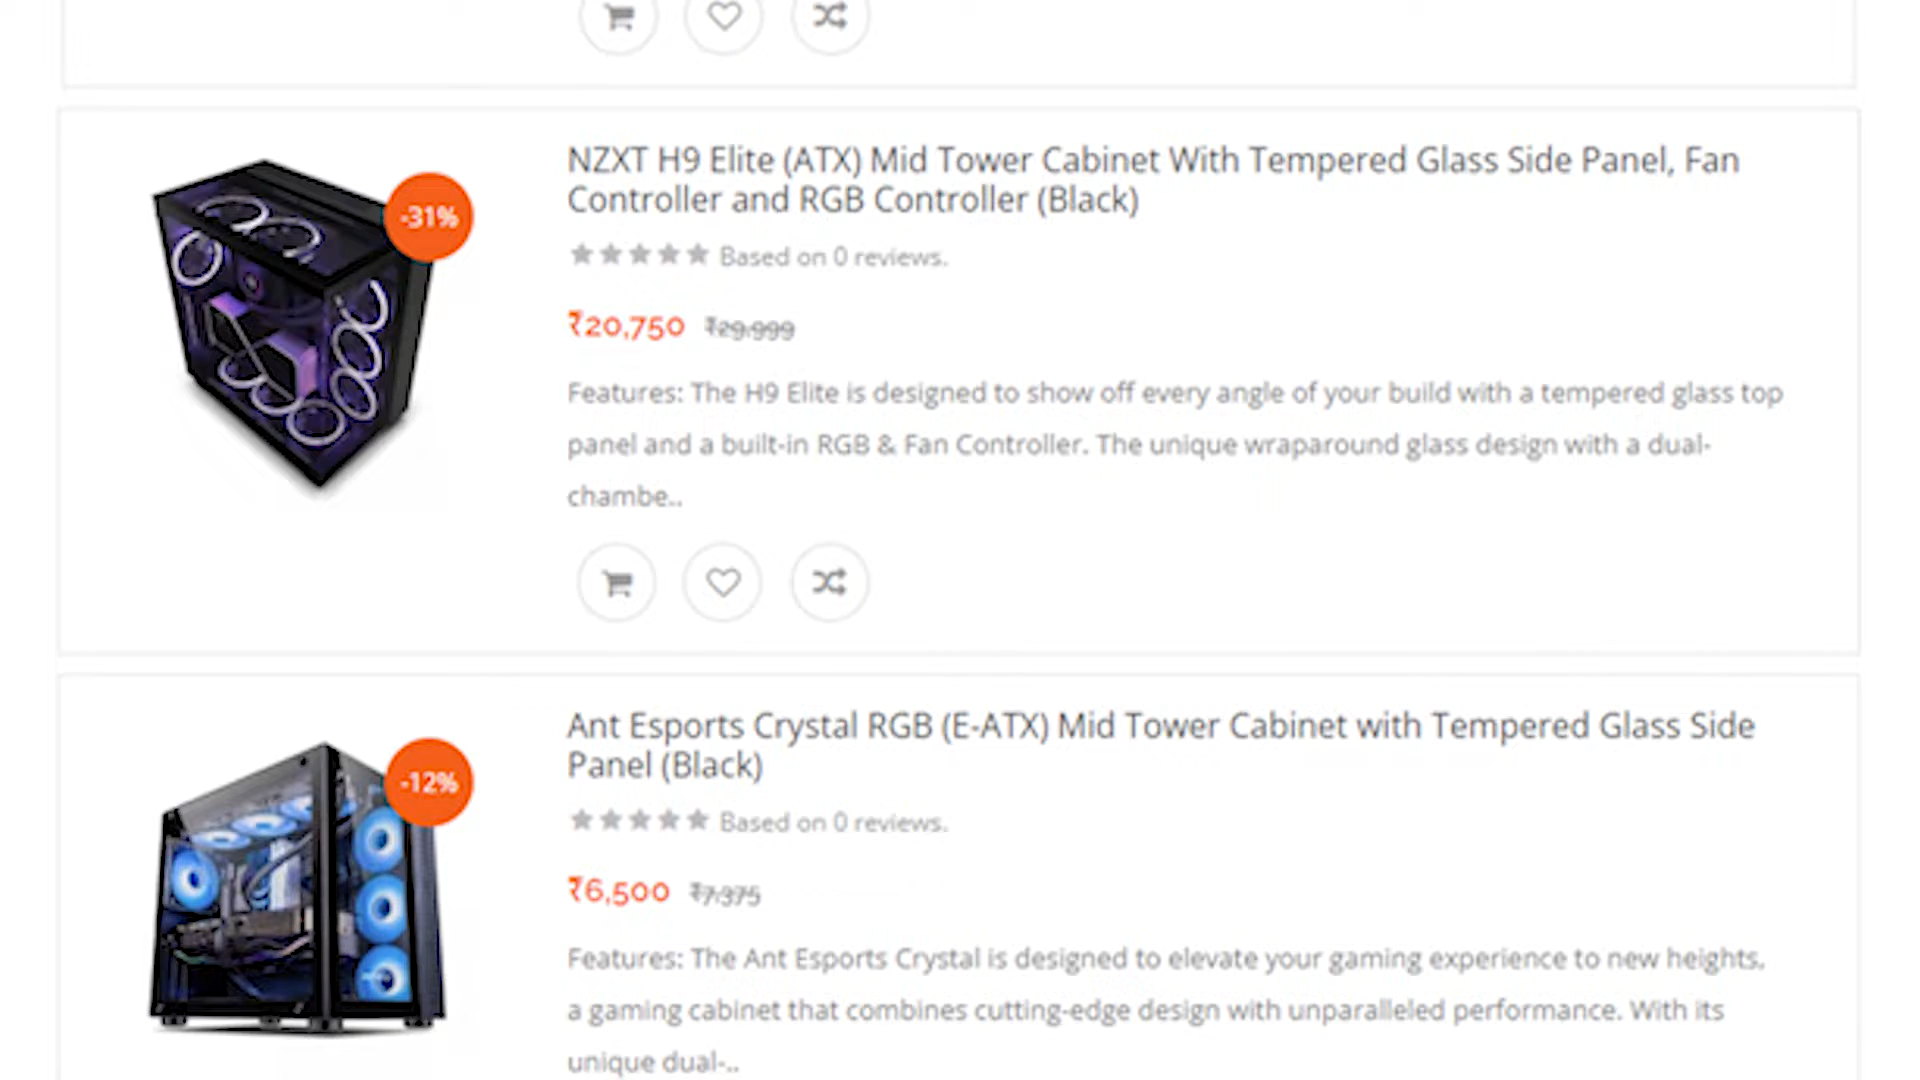 -31%
NZXT H9 Elite (ATX) Mid Tower Cabinet With Tempered Glass Side Panel, Fan
Controller and RGB Controller (Black)
Based on 0 reviews.
₹20,750 ₹29,999
Features: The H9 Elite is designed to show off every angle of your build with a tempered glass top
panel and a built-in RGB & Fan Controller. The unique wraparound glass design with a dual-
chambe..
-12%
Ant Esports Crystal RGB (E-ATX) Mid Tower Cabinet with Tempered Glass Side
Panel (Black)
Based on 0 reviews.
₹6,500 ₹7,375
Features: The Ant Esports Crystal is designed to elevate your gaming experience to new heights,
a gaming cabinet that combines cutting-edge design with unparalleled performance. With its
unique dual-..